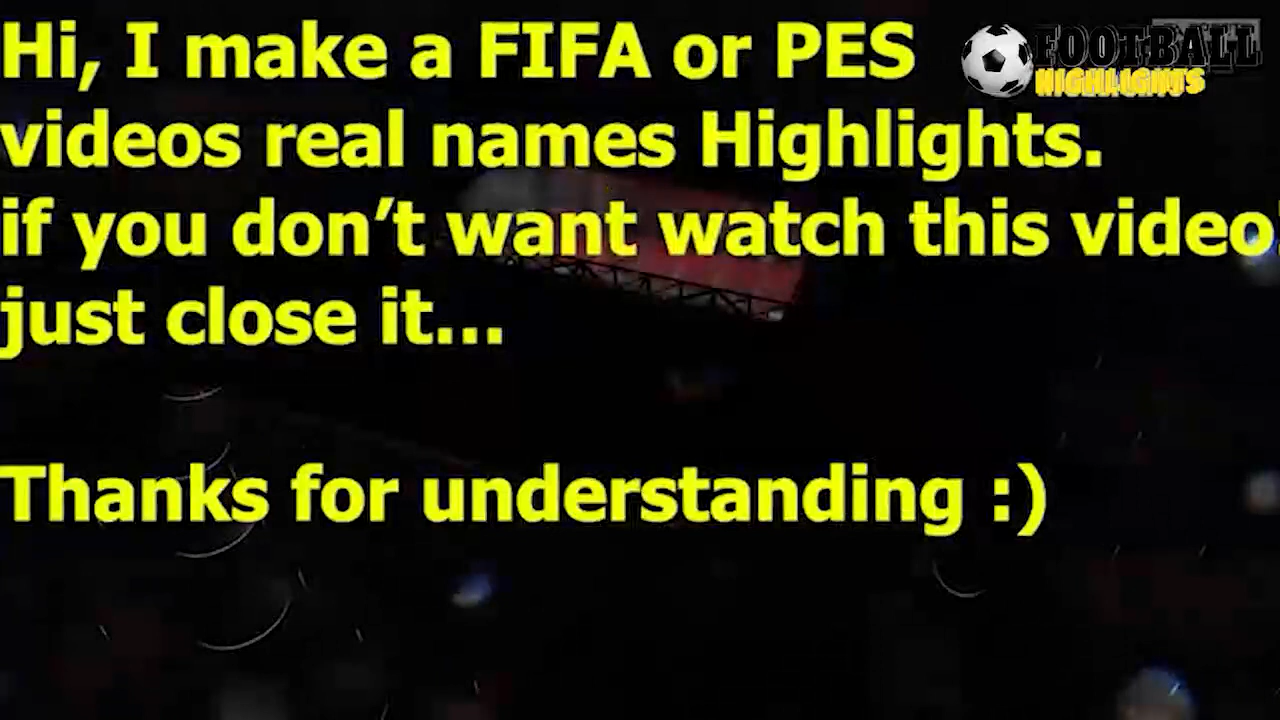 Hi, I make a FIFA or PES
videos real names Highlights.
if you don't want watch this video
just close it...
Thanks for understanding :)
FOOTBALL
HIGHLIGHTS